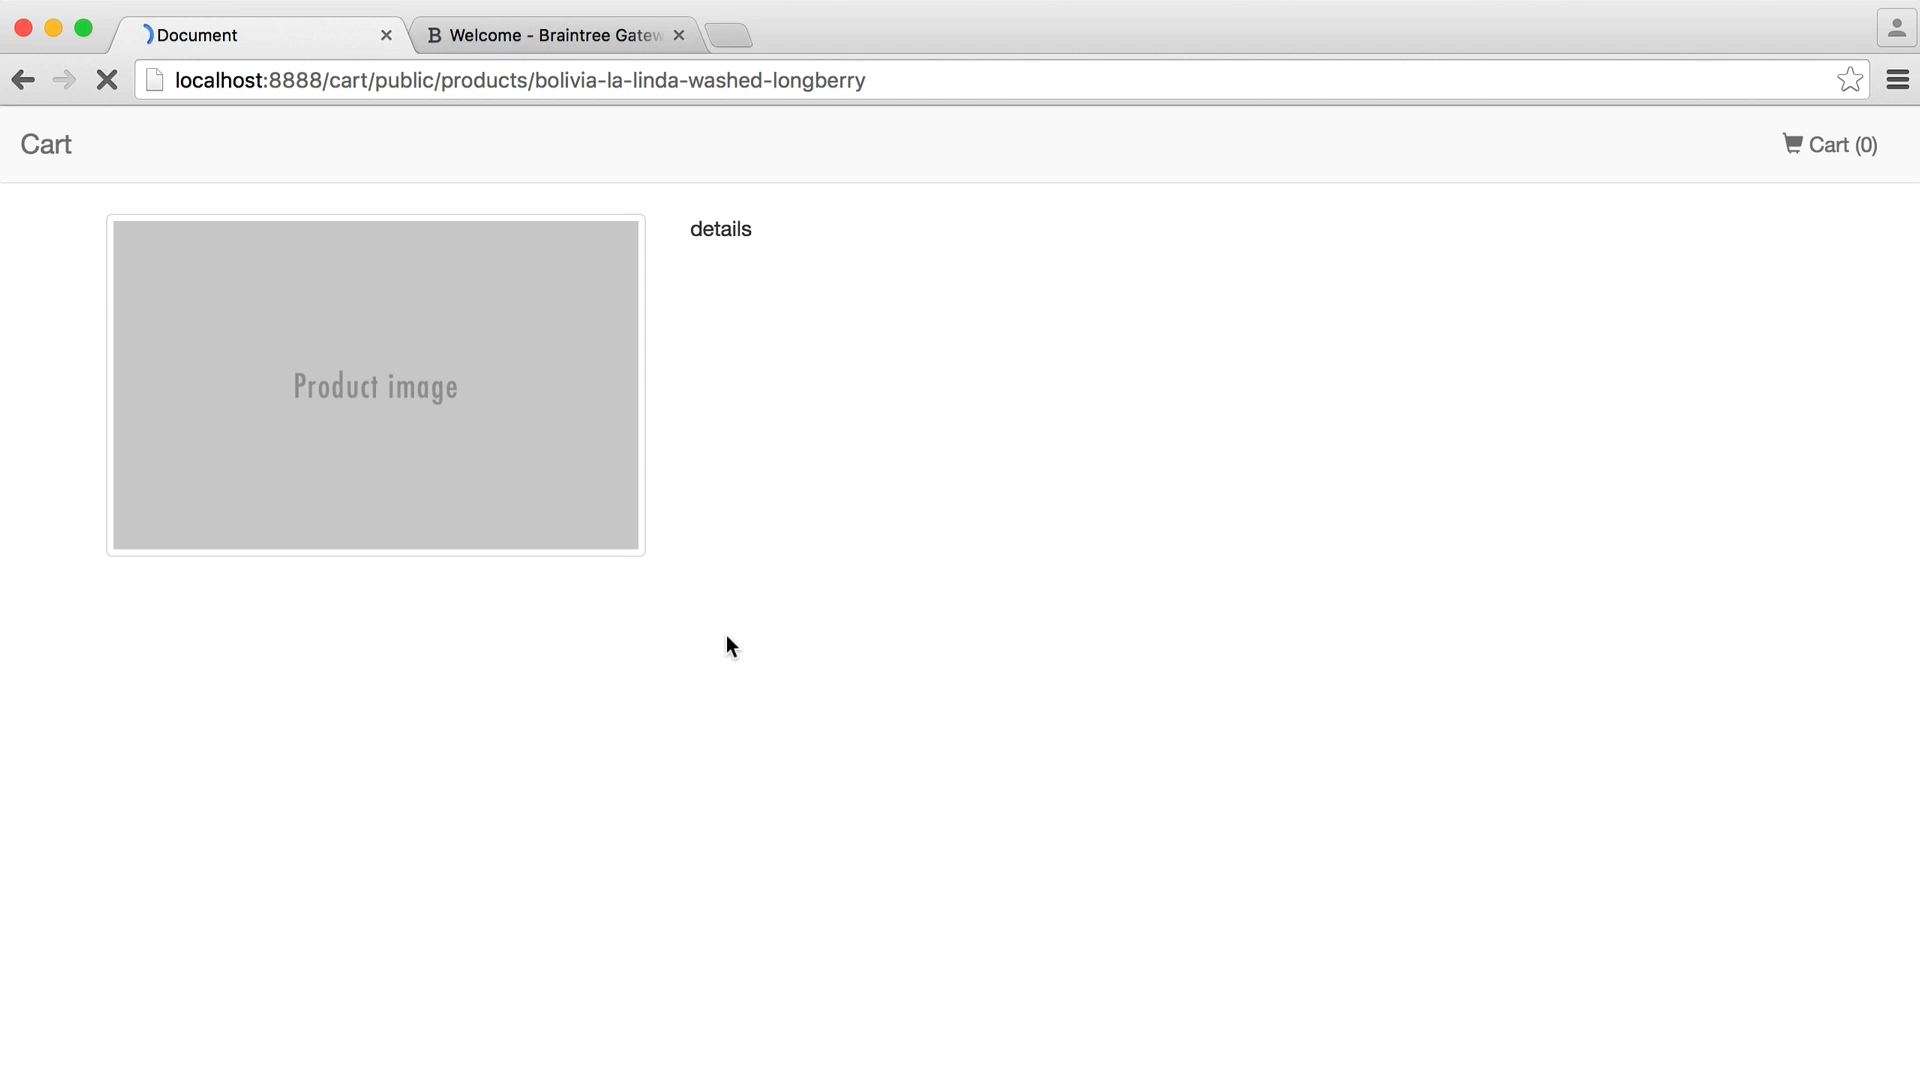 Document
B Welcome - Braintree Gatew
localhost:8888/cart/public/products/bolivia-la-linda-washed-longberry
Cart
Cart (0)
details
Product image